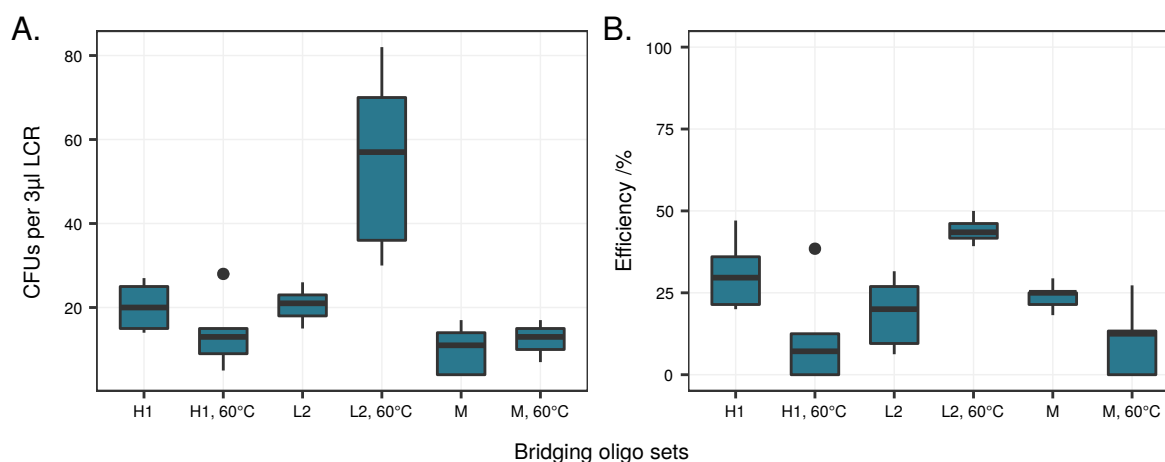 A.
CFUs per 3µl LCR
80
60
40
20
H1
H1, 60°C
L2
L2, 60°C
M
M, 60°C
B.
Efficiency /%
100
75
50
25
0
H1
H1, 60°C
L2
L2, 60°C
M
M, 60°C
Bridging oligo sets